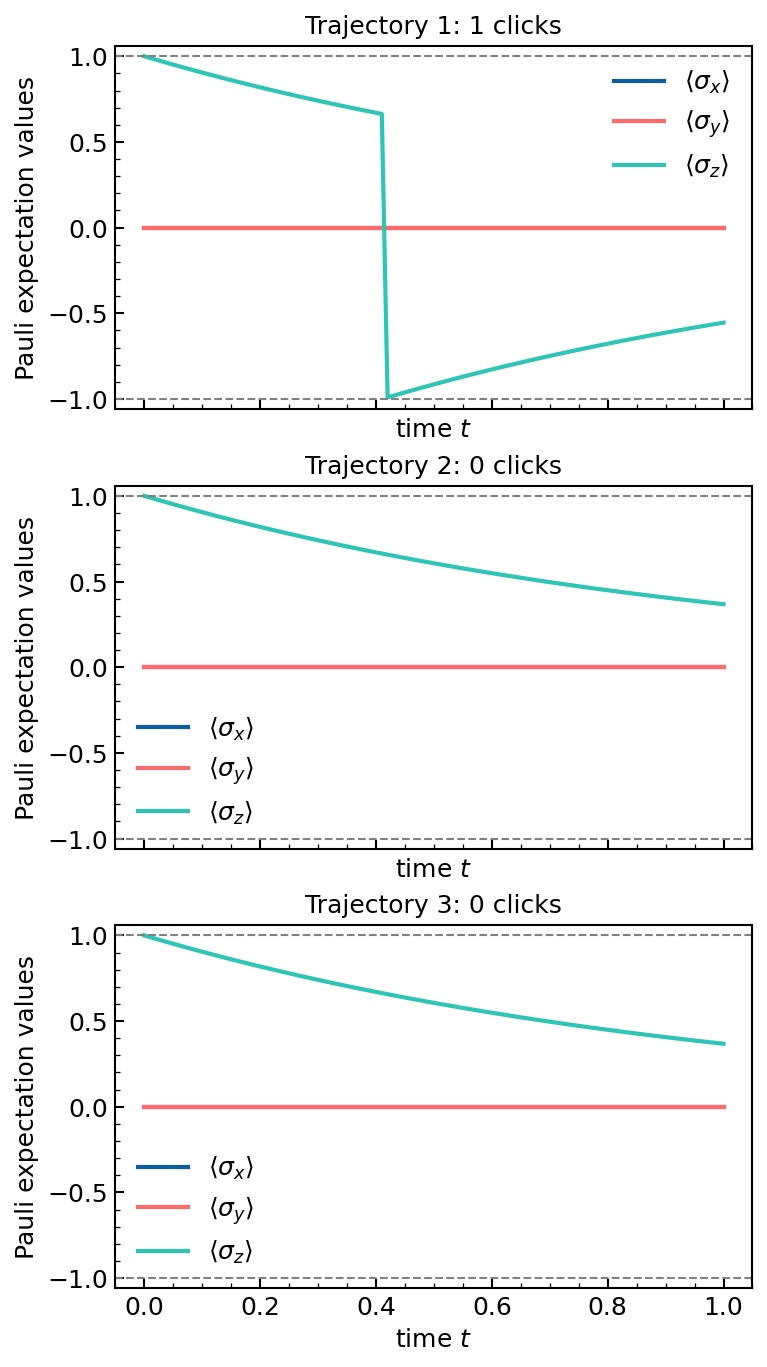 Trajectory 1: 1 clicks
Pauli expectation values
1.0
0.5
0.0
−0.5
−1.0
⟨σx⟩
⟨σy⟩
⟨σz⟩
time t
Trajectory 2: 0 clicks
Pauli expectation values
1.0
0.5
0.0
−0.5
−1.0
⟨σx⟩
⟨σy⟩
⟨σz⟩
time t
Trajectory 3: 0 clicks
Pauli expectation values
1.0
0.5
0.0
−0.5
−1.0
⟨σx⟩
⟨σy⟩
⟨σz⟩
0.0 0.2 0.4 0.6 0.8 1.0
time t